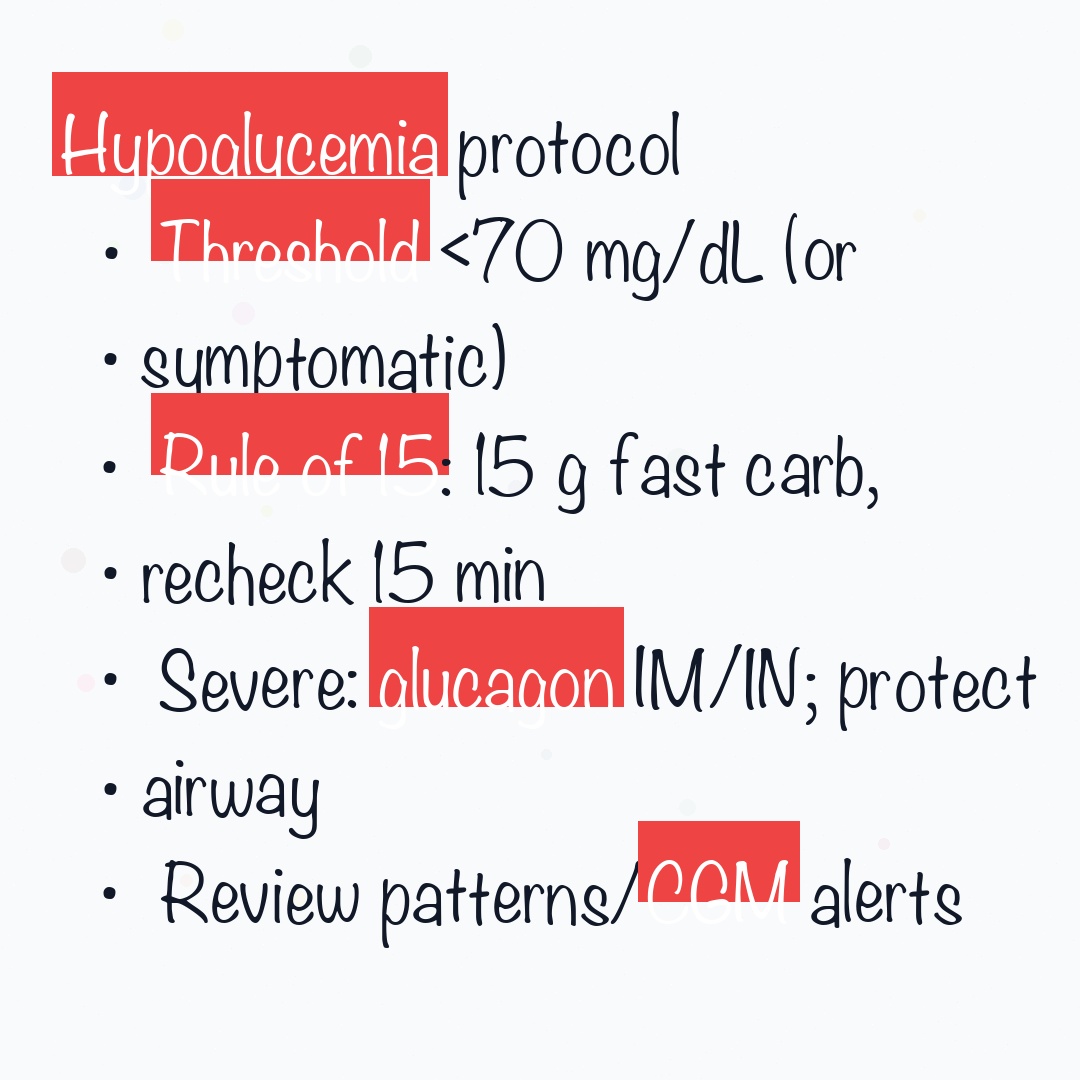 Hypoglycemia protocol
• Threshold <70 mg/dL (or
• symptomatic)
• Rule of 15: 15 g fast carb,
• recheck 15 min
• Severe: glucagon IM/IN; protect
• airway
• Review patterns/CGM alerts